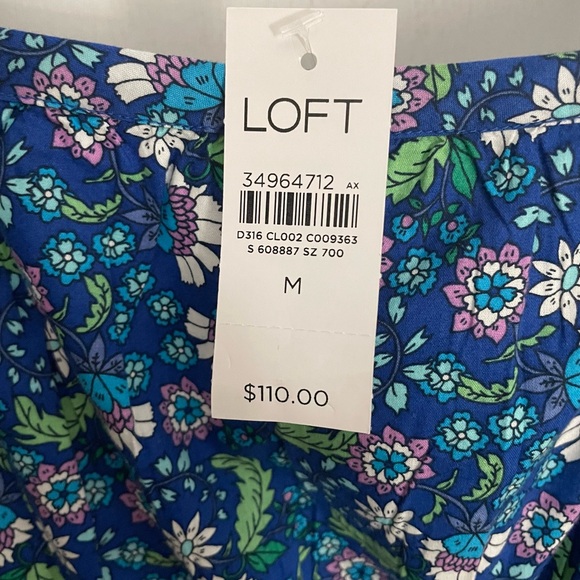 LOFT
34964712 AX
D316 CL002 C009363
S 608887 SZ 700
M
$110.00